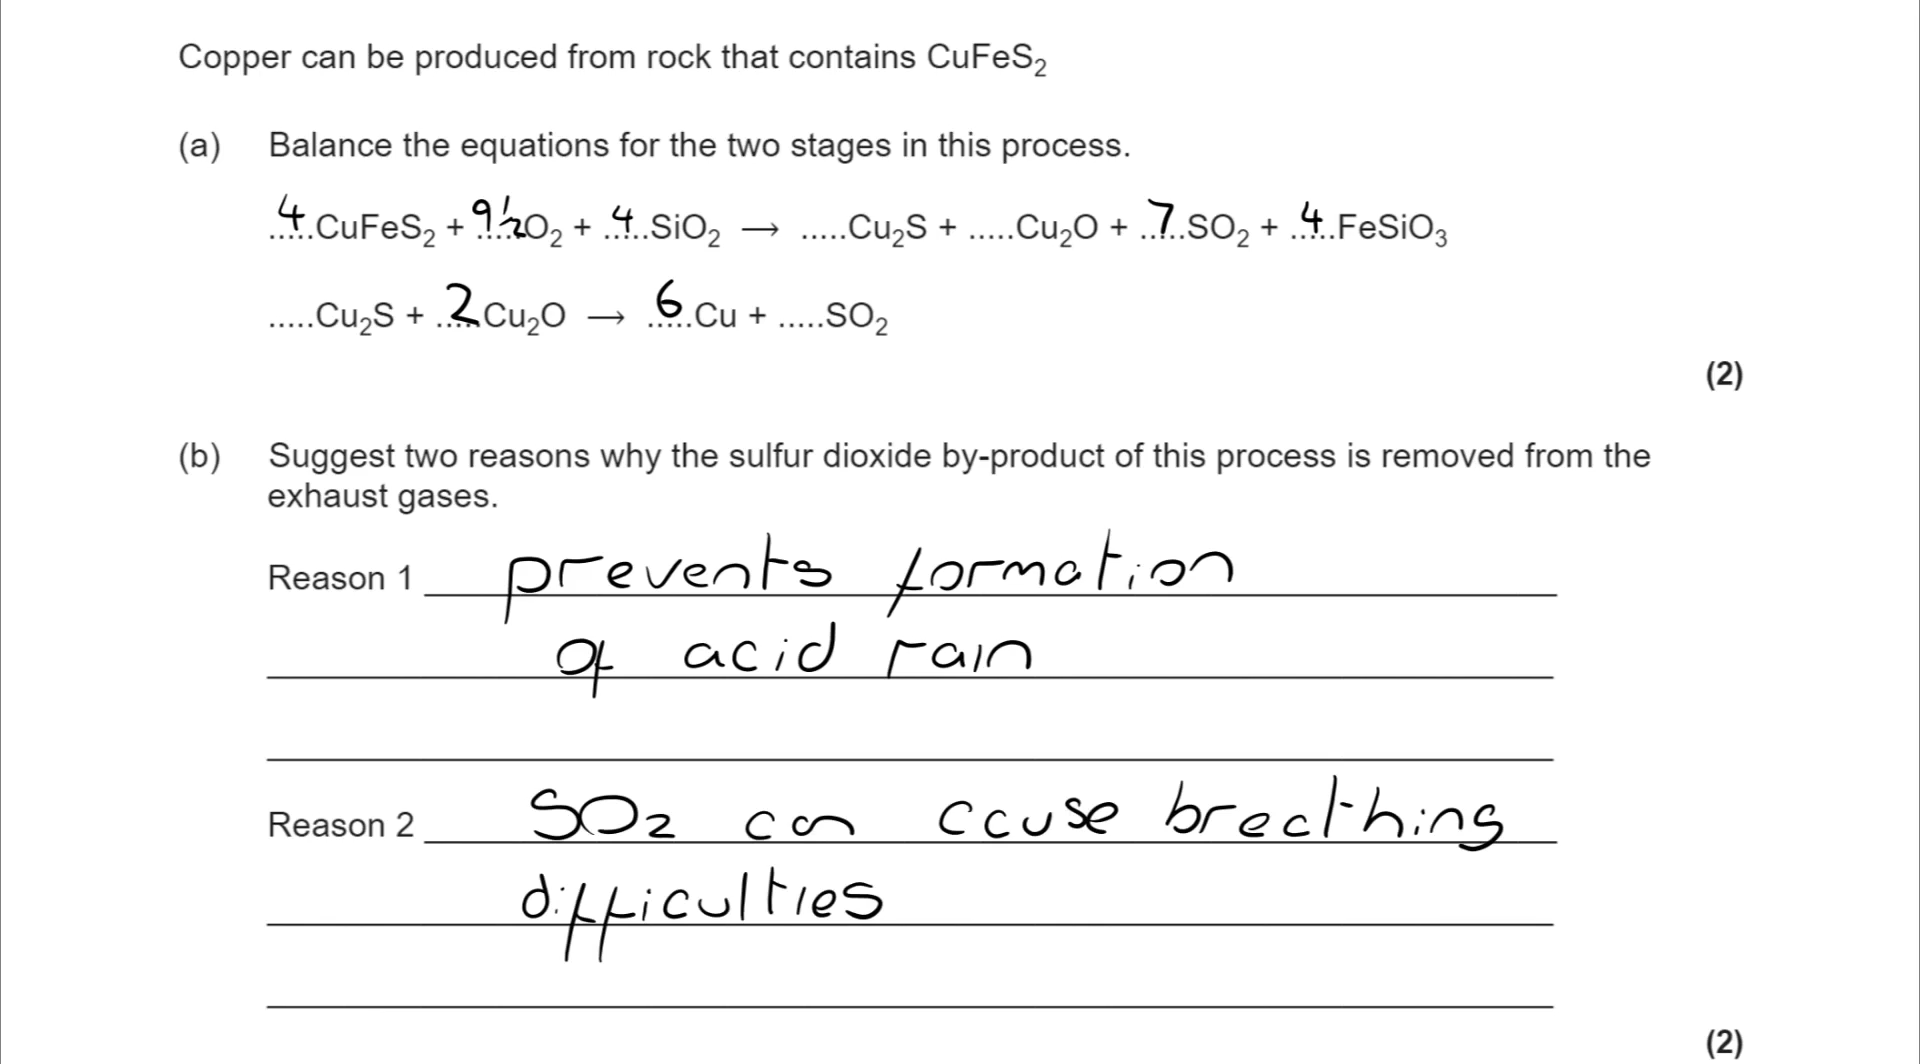 Copper can be produced from rock that contains CuFeS₂
(a) Balance the equations for the two stages in this process.
4 CuFeS₂ + 9½ O₂ + 4 SiO₂ → .....Cu₂S + .....Cu₂O + 7 SO₂ + 4 FeSiO₃
.....Cu₂S + 2 Cu₂O → 6 Cu + .....SO₂
(2)
(b) Suggest two reasons why the sulfur dioxide by-product of this process is removed from the
exhaust gases.
Reason 1 prevents formation
of acid rain
Reason 2 SO₂ can cause breathing
difficulties
(2)